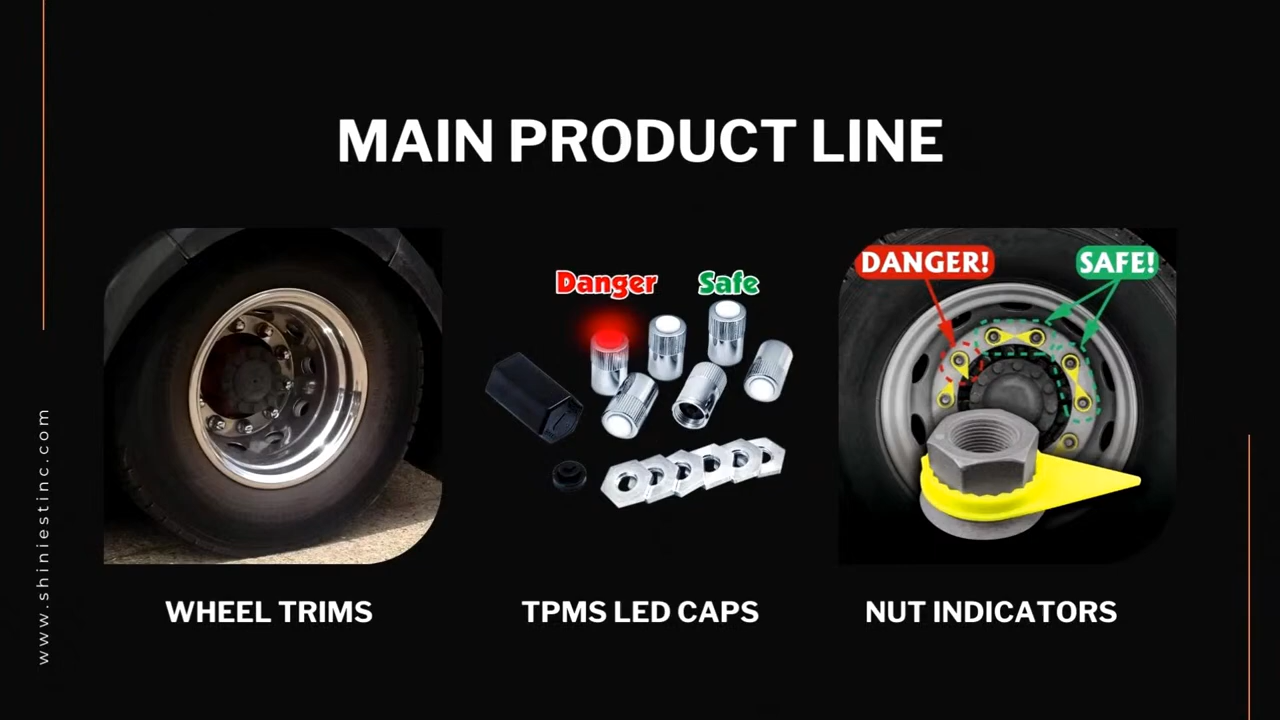 MAIN PRODUCT LINE
DANGER!
SAFE!
Danger
Safe
WHEEL TRIMS
TPMS LED CAPS
NUT INDICATORS
www.shiniestinc.com